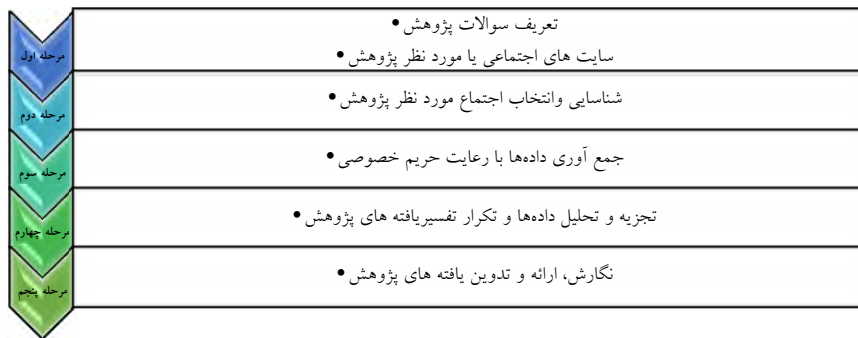 مرحله اول
تعریف سوالات پژوهش •
سایت های اجتماعی یا مورد نظر پژوهش •
مرحله دوم
شناسایی وانتخاب اجتماع مورد نظر پژوهش •
مرحله سوم
جمع آوری داده‌ها با رعایت حریم خصوصی •
مرحله چهارم
تجزیه و تحلیل داده‌ها و تکرار تفسیریافته های پژوهش •
مرحله پنجم
نگارش، ارائه و تدوین یافته های پژوهش •